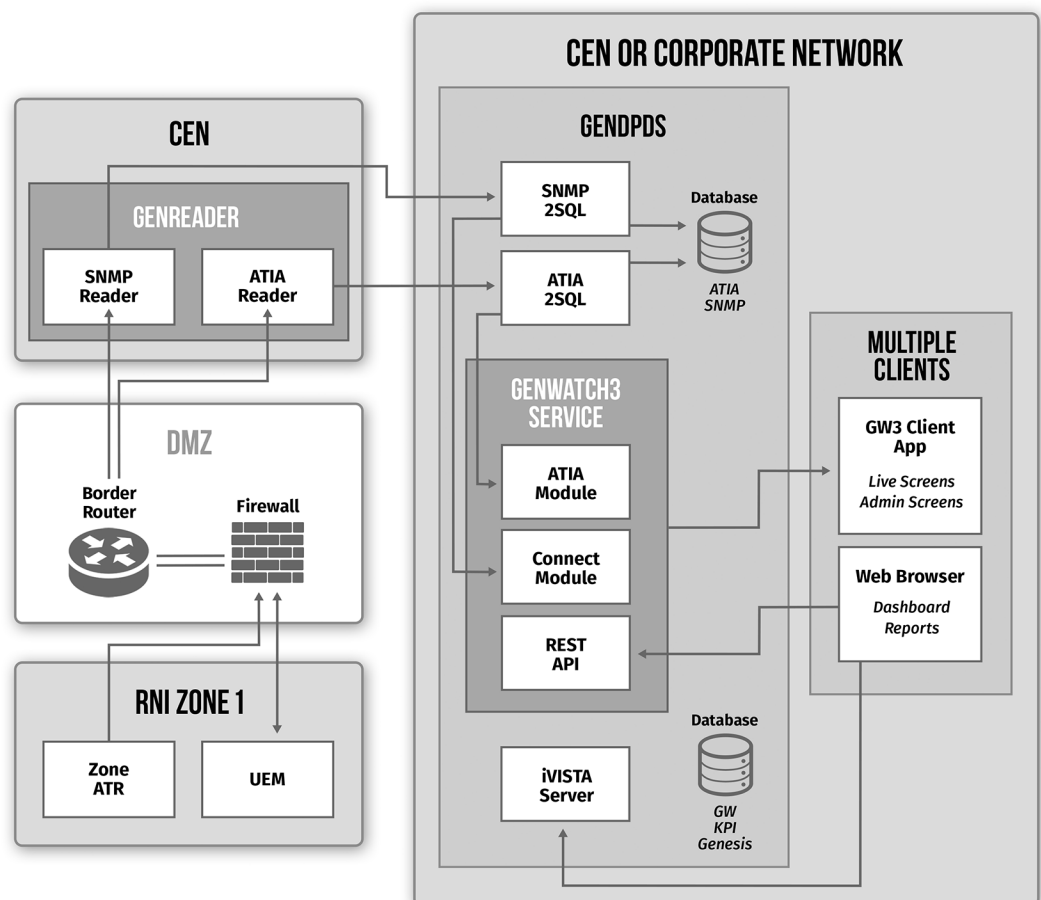 CEN OR CORPORATE NETWORK
CEN
GENREADER
SNMP
Reader
ATIA
Reader
DMZ
Border
Router
Firewall
RNI ZONE 1
Zone
ATR
UEM
GENDPDS
SNMP
2SQL
ATIA
2SQL
Database
ATIA
SNMP
GENWATCH3
SERVICE
ATIA
Module
Connect
Module
REST
API
iVISTA
Server
Database
GW
KPI
Genesis
MULTIPLE
CLIENTS
GW3 Client
App
Live Screens
Admin Screens
Web Browser
Dashboard
Reports